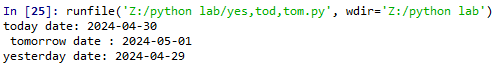 In [25]: runfile('Z:/python lab/yes,tod,tom.py', wdir='Z:/python lab')
today date: 2024-04-30
 tomorrow date : 2024-05-01
yesterday date: 2024-04-29